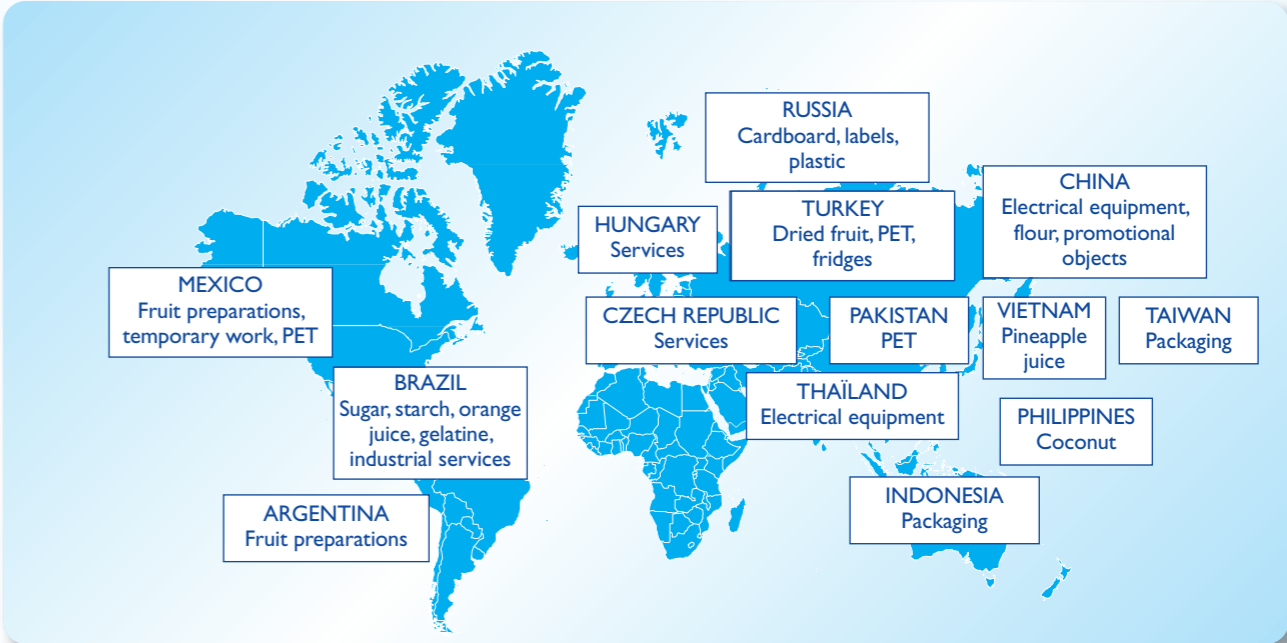 RUSSIA
Cardboard, labels,
plastic
CHINA
Electrical equipment,
flour, promotional
objects
TURKEY
Dried fruit, PET,
fridges
HUNGARY
Services
MEXICO
Fruit preparations,
temporary work, PET
CZECH REPUBLIC
Services
PAKISTAN
PET
VIETNAM
Pineapple
juice
TAIWAN
Packaging
BRAZIL
Sugar, starch, orange
juice, gelatine,
industrial services
THAÏLAND
Electrical equipment
PHILIPPINES
Coconut
INDONESIA
Packaging
ARGENTINA
Fruit preparations